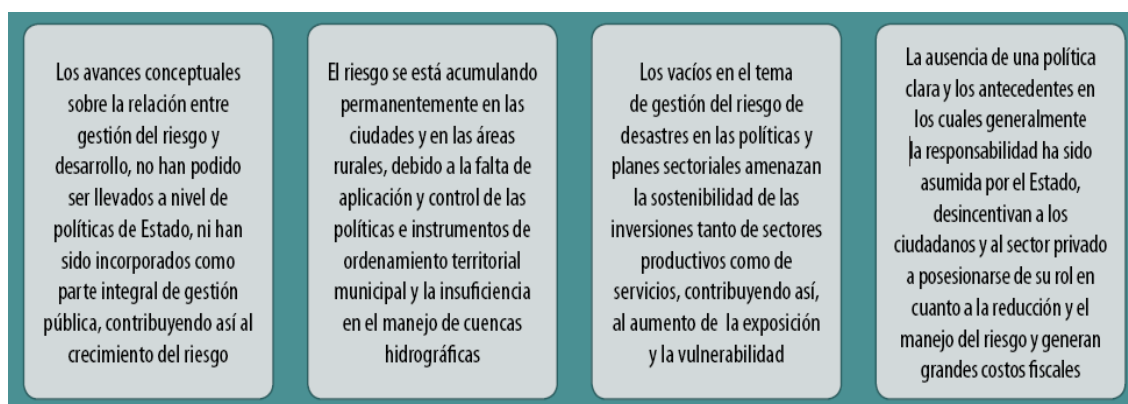 Los avances conceptuales
sobre la relación entre
gestión del riesgo y
desarrollo, no han podido
ser llevados a nivel de
políticas de Estado, ni han
sido incorporados como
parte integral de gestión
pública, contribuyendo así al
crecimiento del riesgo
El riesgo se está acumulando
permanentemente en las
ciudades y en las áreas
rurales, debido a la falta de
aplicación y control de las
políticas e instrumentos de
ordenamiento territorial
municipal y la insuficiencia
en el manejo de cuencas
hidrográficas
Los vacíos en el tema
de gestión del riesgo de
desastres en las políticas y
planes sectoriales amenazan
la sostenibilidad de las
inversiones tanto de sectores
productivos como de
servicios, contribuyendo así,
al aumento de la exposición
y la vulnerabilidad
La ausencia de una política
clara y los antecedentes en
los cuales generalmente
la responsabilidad ha sido
asumida por el Estado,
desincentivan a los
ciudadanos y al sector privado
a posesionarse de su rol en
cuanto a la reducción y el
manejo del riesgo y generan
grandes costos fiscales